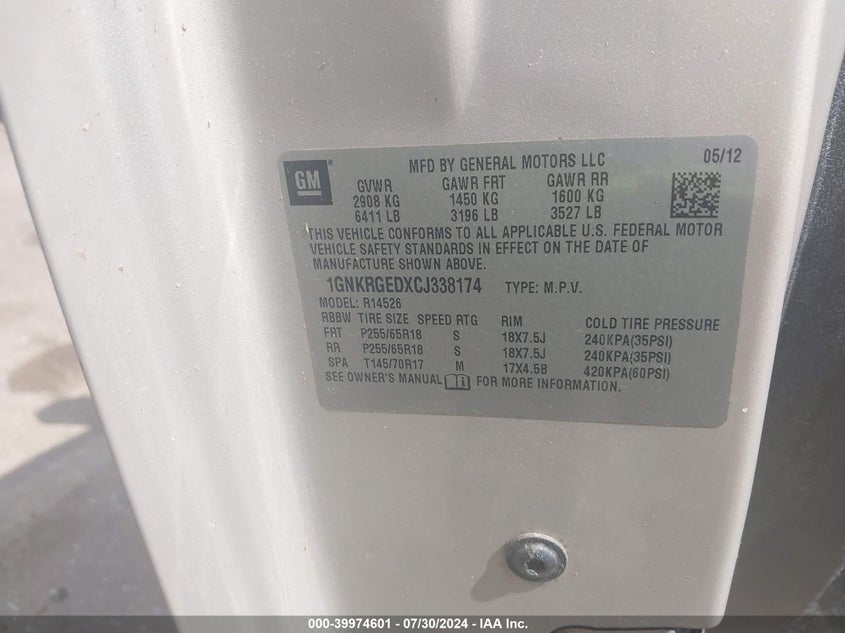 GM
®
MFD BY GENERAL MOTORS LLC 05/12
GVWR GAWR FRT GAWR RR
2908 KG 1450 KG 1600 KG
6411 LB 3196 LB 3527 LB
THIS VEHICLE CONFORMS TO ALL APPLICABLE U.S. FEDERAL MOTOR
VEHICLE SAFETY STANDARDS IN EFFECT ON THE DATE OF
MANUFACTURE SHOWN ABOVE.
1GNKRGEDXCJ338174 TYPE: M.P.V.
MODEL: R14526
RBBW TIRE SIZE SPEED RTG RIM COLD TIRE PRESSURE
FRT P255/65R18 S 18X7.5J 240KPA(35PSI)
RR P255/65R18 S 18X7.5J 240KPA(35PSI)
SPA T145/70R17 M 17X4.5B 420KPA(60PSI)
SEE OWNER'S MANUAL FOR MORE INFORMATION.
000-39974601 - 07/30/2024 - IAA Inc.